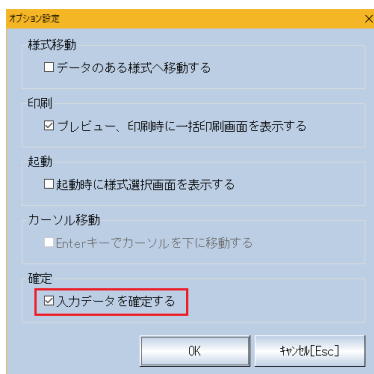 オプション設定
様式移動
データのある様式へ移動する
印刷
プレビュー、印刷時に一括印刷画面を表示する
起動
起動時に様式選択画面を表示する
カーソル移動
Enterキーでカーソルを下に移動する
確定
入力データを確定する
OK
ｷｬﾝｾﾙ[Esc]